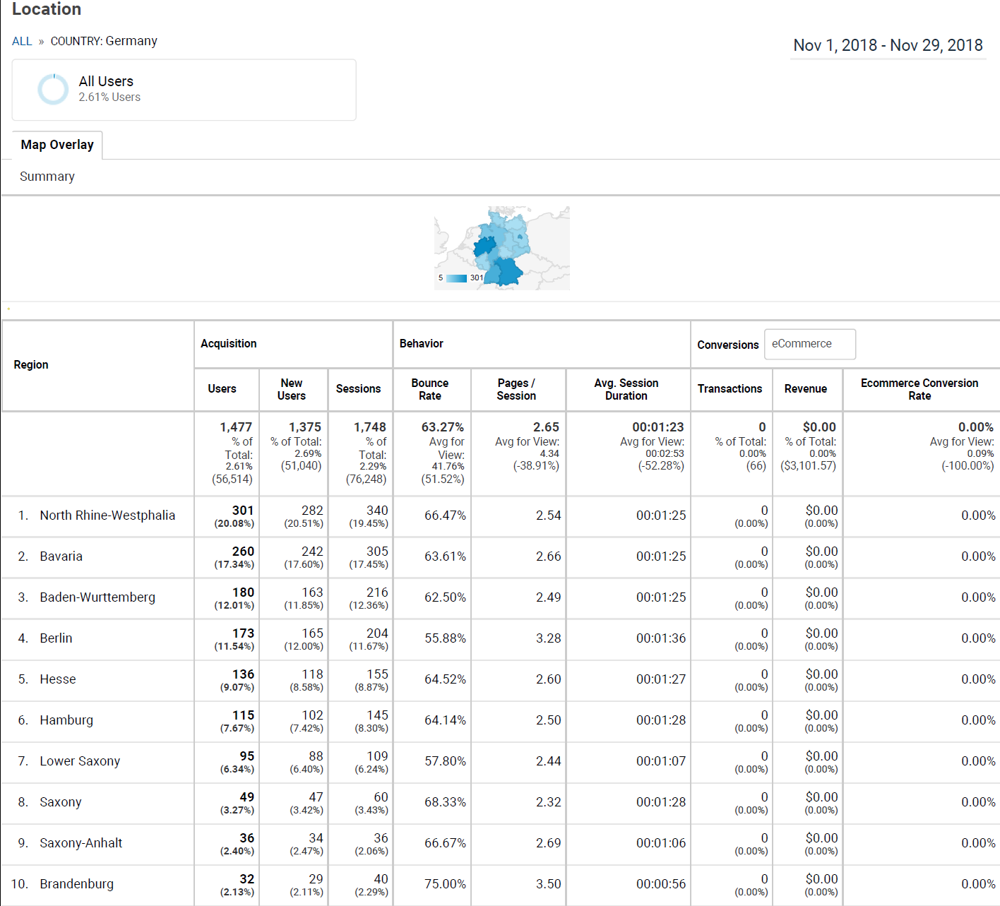 Location
ALL » COUNTRY: Germany
Nov 1, 2018 - Nov 29, 2018
All Users
2.61% Users
Map Overlay
Summary
5 301
Region
Acquisition Behavior Conversions eCommerce
Users New Users Sessions Bounce Rate Pages / Session Avg. Session Duration Transactions Revenue Ecommerce Conversion Rate
1,477 1,375 1,748 63.27% 2.65 00:01:23 0 $0.00 0.00%
% of Total: 2.61% (56,514) % of Total: 2.69% (51,040) % of Total: 2.29% (76,248) Avg for View: 41.76% (51.52%) Avg for View: 4.34 (-38.91%) Avg for View: 00:02:53 (-52.28%) % of Total: 0.00% (66) % of Total: 0.00% ($3,101.57) Avg for View: 0.09% (-100.00%)
1. North Rhine-Westphalia 301 (20.08%) 282 (20.51%) 340 (19.45%) 66.47% 2.54 00:01:25 0 (0.00%) $0.00 (0.00%) 0.00%
2. Bavaria 260 (17.34%) 242 (17.60%) 305 (17.45%) 63.61% 2.66 00:01:25 0 (0.00%) $0.00 (0.00%) 0.00%
3. Baden-Wurttemberg 180 (12.01%) 163 (11.85%) 216 (12.36%) 62.50% 2.49 00:01:25 0 (0.00%) $0.00 (0.00%) 0.00%
4. Berlin 173 (11.54%) 165 (12.00%) 204 (11.67%) 55.88% 3.28 00:01:36 0 (0.00%) $0.00 (0.00%) 0.00%
5. Hesse 136 (9.07%) 118 (8.58%) 155 (8.87%) 64.52% 2.60 00:01:27 0 (0.00%) $0.00 (0.00%) 0.00%
6. Hamburg 115 (7.67%) 102 (7.42%) 145 (8.30%) 64.14% 2.50 00:01:28 0 (0.00%) $0.00 (0.00%) 0.00%
7. Lower Saxony 95 (6.34%) 88 (6.40%) 109 (6.24%) 57.80% 2.44 00:01:07 0 (0.00%) $0.00 (0.00%) 0.00%
8. Saxony 49 (3.27%) 47 (3.42%) 60 (3.43%) 68.33% 2.32 00:01:28 0 (0.00%) $0.00 (0.00%) 0.00%
9. Saxony-Anhalt 36 (2.40%) 34 (2.47%) 36 (2.06%) 66.67% 2.69 00:01:06 0 (0.00%) $0.00 (0.00%) 0.00%
10. Brandenburg 32 (2.13%) 29 (2.11%) 40 (2.29%) 75.00% 3.50 00:00:56 0 (0.00%) $0.00 (0.00%) 0.00%